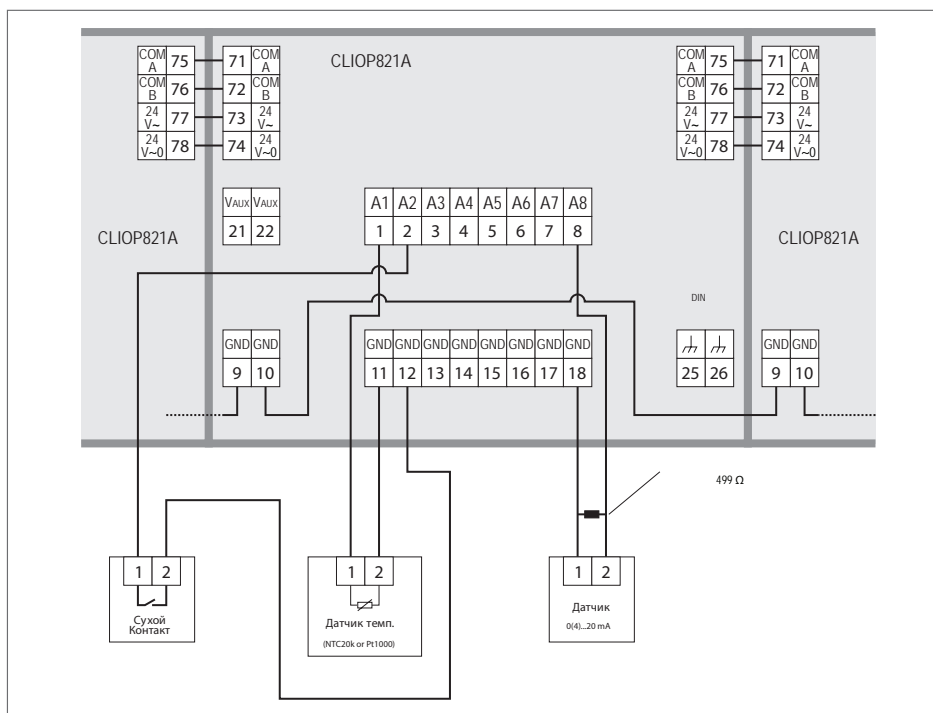 COM A 75 71 COM A CLIOP821A COM A 75 71 COM A
COM B 76 72 COM B COM B 76 72 COM B
24 V~ 77 73 24 V~ 24 V~ 77 73 24 V~
24 V~0 78 74 24 V~0 24 V~0 78 74 24 V~0
VAUX VAUX A1 A2 A3 A4 A5 A6 A7 A8
21 22 1 2 3 4 5 6 7 8
CLIOP821A CLIOP821A
DIN
GND GND GND GND GND GND GND GND GND GND GND GND
9 10 11 12 13 14 15 16 17 18 25 26 9 10
499 Ω
1 2 1 2 1 2
Сухой Контакт
Датчик темп.
(NTC20k or Pt1000)
Датчик
0(4)...20 mA